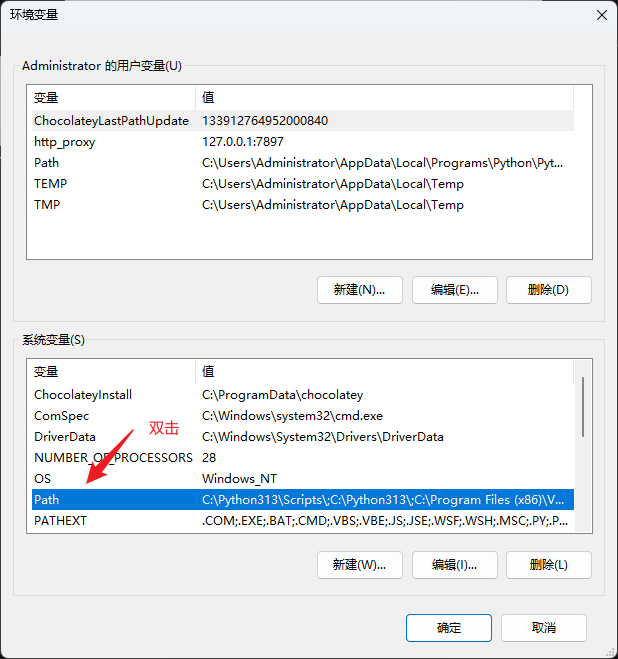 环境变量
Administrator 的用户变量(U)
变量 值
ChocolateyLastPathUpdate 133912764952000840
http_proxy 127.0.0.1:7897
Path C:\Users\Administrator\AppData\Local\Programs\Python\Pyt...
TEMP C:\Users\Administrator\AppData\Local\Temp
TMP C:\Users\Administrator\AppData\Local\Temp
新建(N)... 编辑(E)... 删除(D)
系统变量(S)
变量 值
ChocolateyInstall C:\ProgramData\chocolatey
ComSpec C:\Windows\system32\cmd.exe
DriverData C:\Windows\System32\Drivers\DriverData
双击
NUMBER_OF_PROCESSORS 28
OS Windows_NT
Path C:\Python313\Scripts\;C:\Python313\;C:\Program Files (x86)\V...
PATHEXT .COM;.EXE;.BAT;.CMD;.VBS;.VBE;.JS;.JSE;.WSF;.WSH;.MSC;.PY;.P...
新建(W)... 编辑(I)... 删除(L)
确定 取消